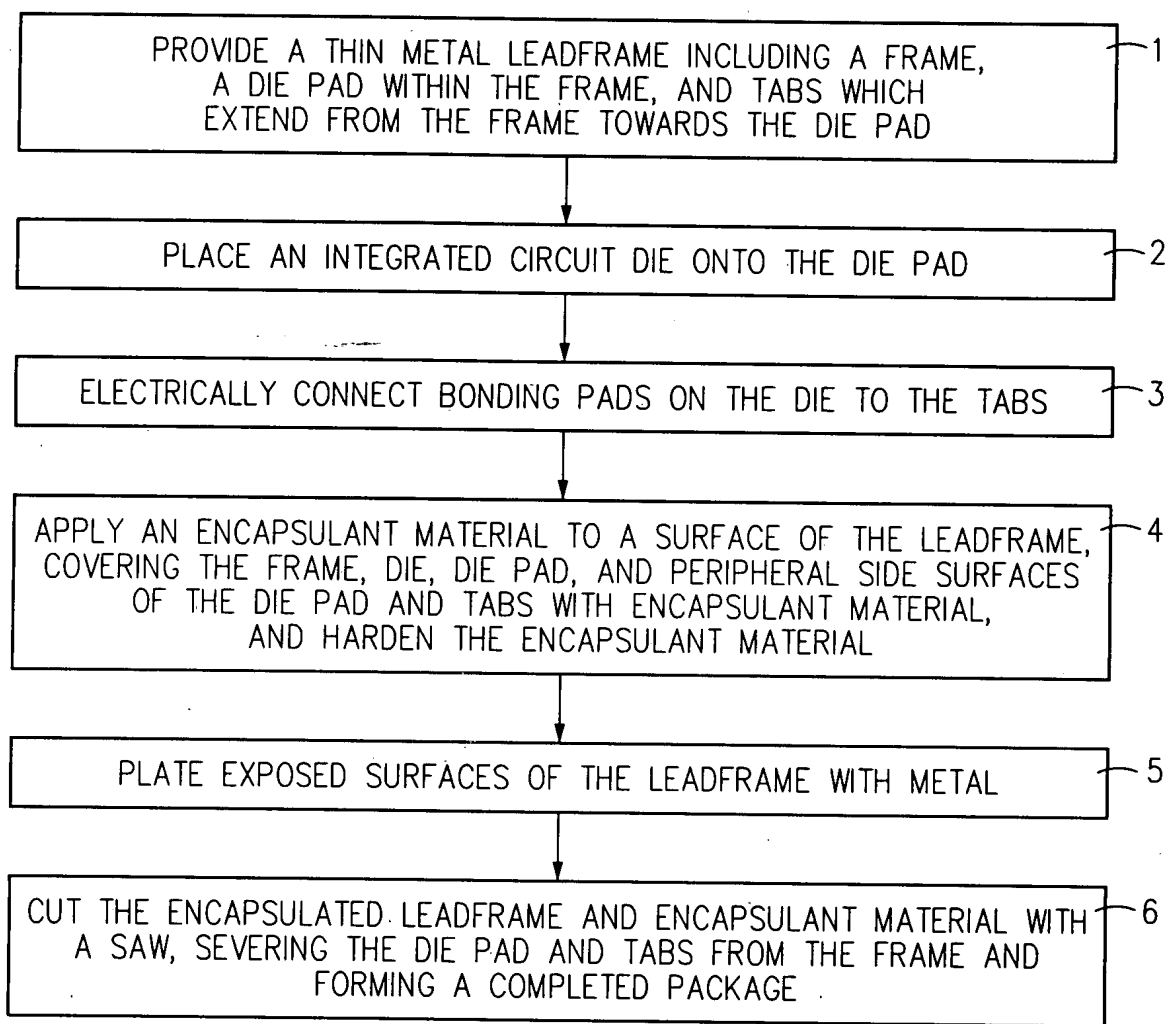 PROVIDE A THIN METAL LEADFRAME INCLUDING A FRAME,
A DIE PAD WITHIN THE FRAME, AND TABS WHICH
EXTEND FROM THE FRAME TOWARDS THE DIE PAD
1
PLACE AN INTEGRATED CIRCUIT DIE ONTO THE DIE PAD
2
ELECTRICALLY CONNECT BONDING PADS ON THE DIE TO THE TABS
3
APPLY AN ENCAPSULANT MATERIAL TO A SURFACE OF THE LEADFRAME,
COVERING THE FRAME, DIE, DIE PAD, AND PERIPHERAL SIDE SURFACES
OF THE DIE PAD AND TABS WITH ENCAPSULANT MATERIAL,
AND HARDEN THE ENCAPSULANT MATERIAL
4
PLATE EXPOSED SURFACES OF THE LEADFRAME WITH METAL
5
CUT THE ENCAPSULATED LEADFRAME AND ENCAPSULANT MATERIAL WITH
A SAW, SEVERING THE DIE PAD AND TABS FROM THE FRAME AND
FORMING A COMPLETED PACKAGE
6